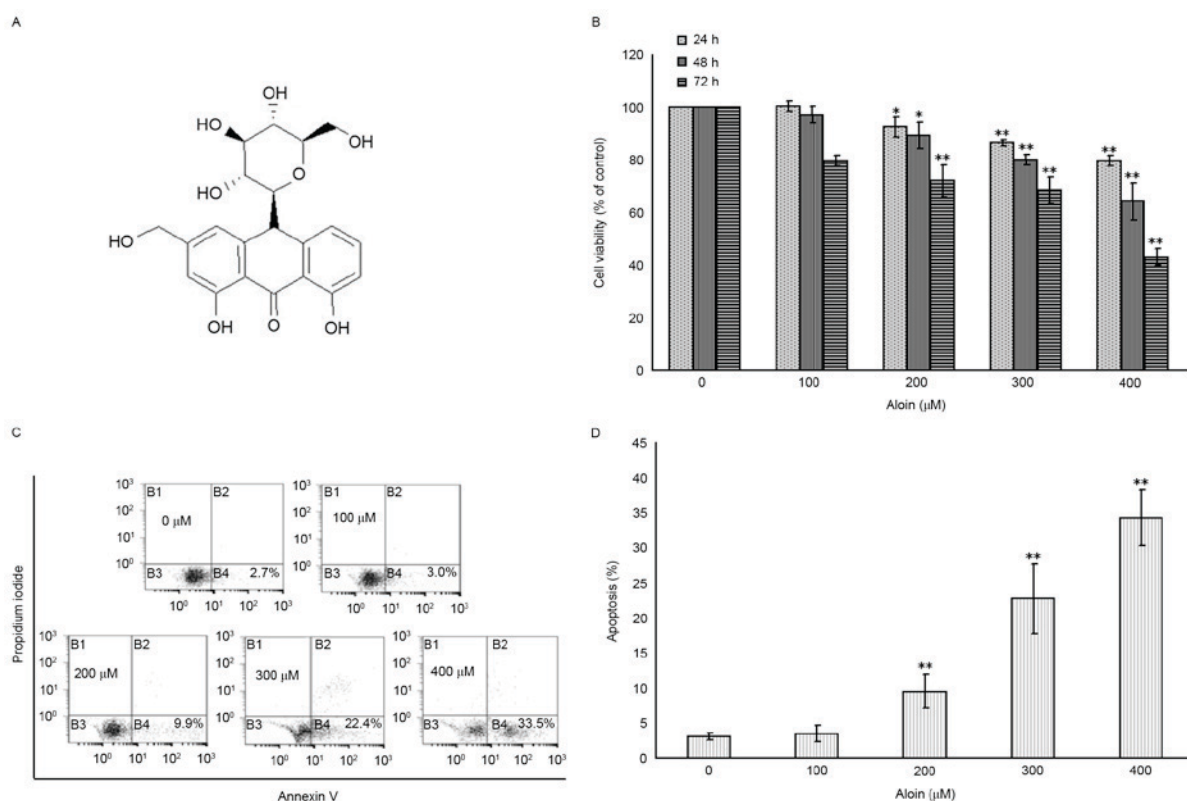 A
OH
HO
OH
HO
O
HO
HO
OH
O
OH
B
24 h
48 h
72 h
Cell viability (% of control)
120
100
80
60
40
20
0
* *
**
** ** **
** ** **
0 100 200 300 400
Aloin (μM)
C
Propidium iodide
10³
10²
10¹
10⁰
B1 B2
0 μM
B3 B4 2.7%
10⁰ 10¹ 10² 10³
10³
10²
10¹
10⁰
B1 B2
100 μM
B3 B4 3.0%
10⁰ 10¹ 10² 10³
10³
10²
10¹
10⁰
B1 B2
200 μM
B3 B4 9.9%
10⁰ 10¹ 10² 10³
10³
10²
10¹
10⁰
B1 B2
300 μM
B3 B4 22.4%
10⁰ 10¹ 10² 10³
10³
10²
10¹
10⁰
B1 B2
400 μM
B3 B4 33.5%
10⁰ 10¹ 10² 10³
Annexin V
D
Apoptosis (%)
45
40
35
30
25
20
15
10
5
0
**
**
**
0 100 200 300 400
Aloin (μM)